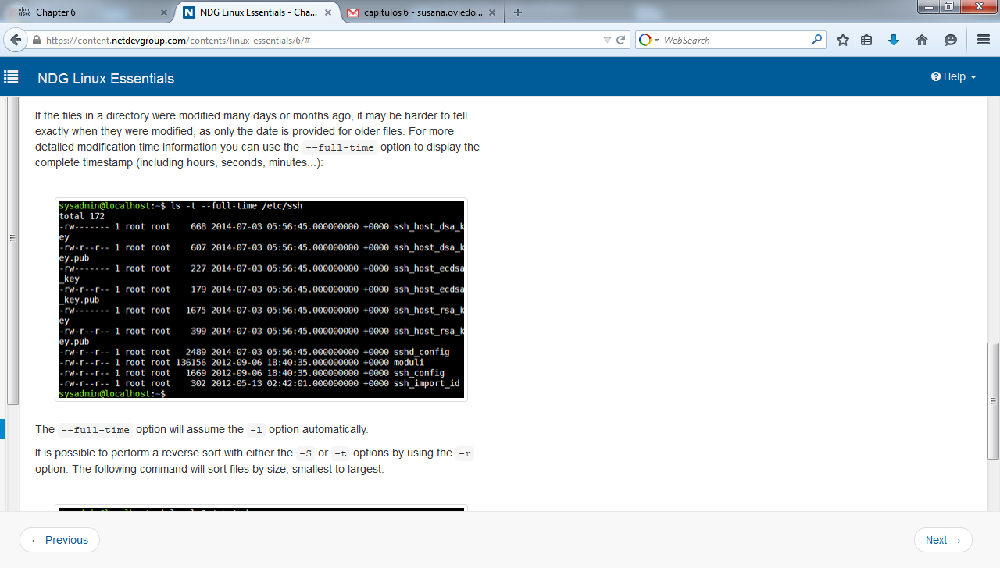 cisco Chapter 6
NDG Linux Essentials - Cha...
capitulos 6 - susana.oviedo...
https://content.netdevgroup.com/contents/linux-essentials/6/#
WebSearch
NDG Linux Essentials
Help
If the files in a directory were modified many days or months ago, it may be harder to tell
exactly when they were modified, as only the date is provided for older files. For more
detailed modification time information you can use the --full-time option to display the
complete timestamp (including hours, seconds, minutes...):
sysadmin@localhost:~$ ls -t --full-time /etc/ssh
total 172
-rw------- 1 root root    668 2014-07-03 05:56:45.000000000 +0000 ssh_host_dsa_k
ey
-rw-r--r-- 1 root root    607 2014-07-03 05:56:45.000000000 +0000 ssh_host_dsa_k
ey.pub
-rw------- 1 root root    227 2014-07-03 05:56:45.000000000 +0000 ssh_host_ecdsa
_key
-rw-r--r-- 1 root root    179 2014-07-03 05:56:45.000000000 +0000 ssh_host_ecdsa
_key.pub
-rw------- 1 root root   1675 2014-07-03 05:56:45.000000000 +0000 ssh_host_rsa_k
ey
-rw-r--r-- 1 root root    399 2014-07-03 05:56:45.000000000 +0000 ssh_host_rsa_k
ey.pub
-rw-r--r-- 1 root root   2489 2014-07-03 05:56:45.000000000 +0000 sshd_config
-rw-r--r-- 1 root root 136156 2012-09-06 18:40:35.000000000 +0000 moduli
-rw-r--r-- 1 root root   1669 2012-09-06 18:40:35.000000000 +0000 ssh_config
-rw-r--r-- 1 root root    302 2012-05-13 02:42:01.000000000 +0000 ssh_import_id
sysadmin@localhost:~$
The --full-time option will assume the -l option automatically.
It is possible to perform a reverse sort with either the -S or -t options by using the -r
option. The following command will sort files by size, smallest to largest:
← Previous
Next →